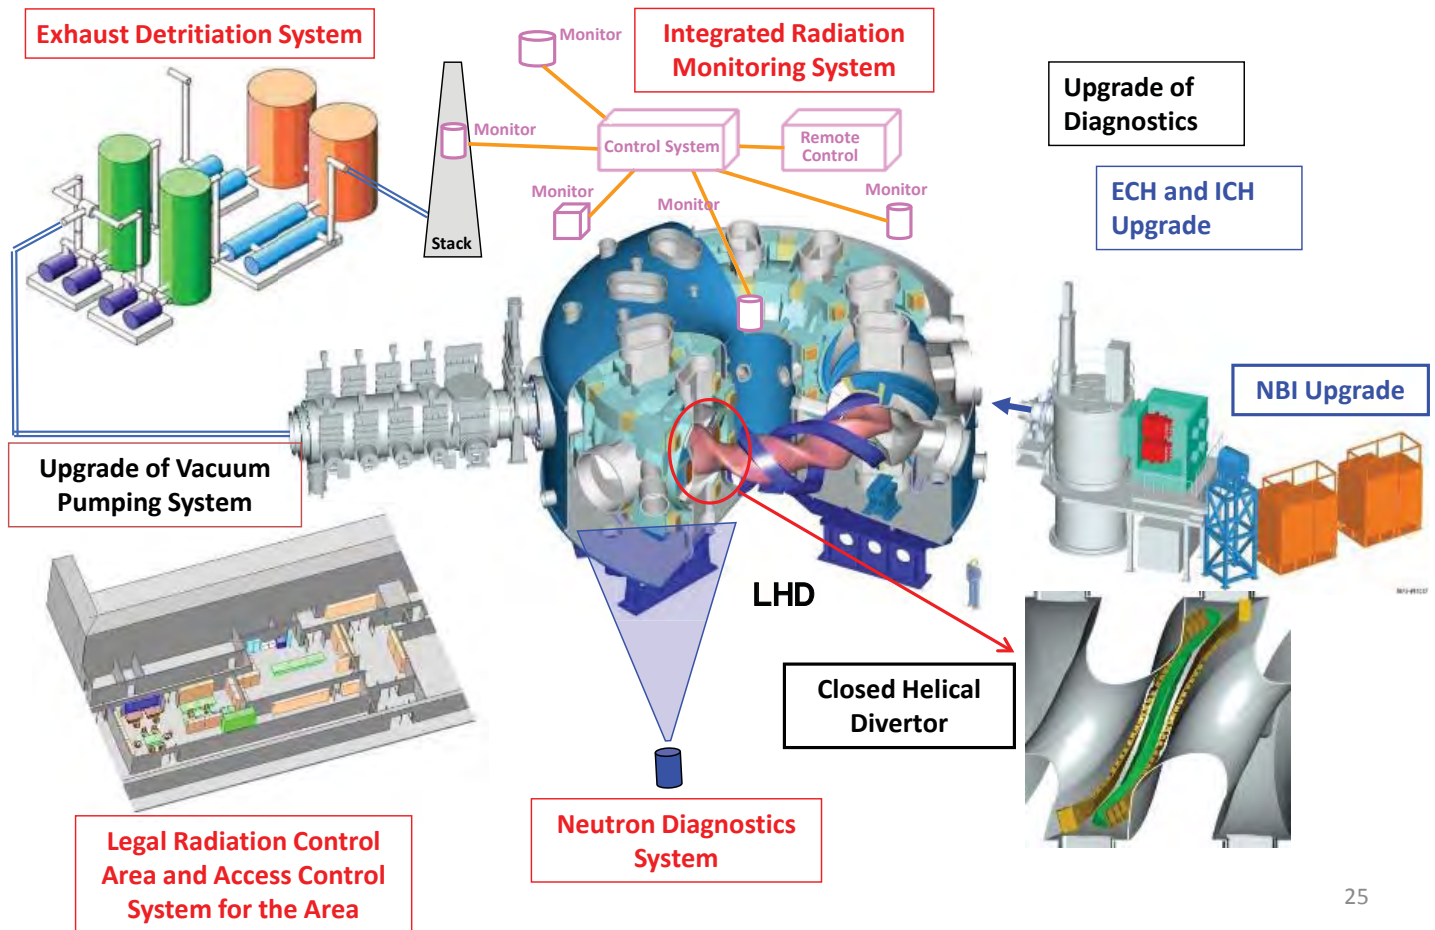 Exhaust Detritiation System
Monitor
Integrated Radiation
Monitoring System
Upgrade of
Diagnostics
Monitor
Control System
Remote
Control
Monitor
Monitor
Monitor
ECH and ICH
Upgrade
Stack
NBI Upgrade
Upgrade of Vacuum
Pumping System
LHD
Closed Helical
Divertor
Neutron Diagnostics
System
Legal Radiation Control
Area and Access Control
System for the Area
25